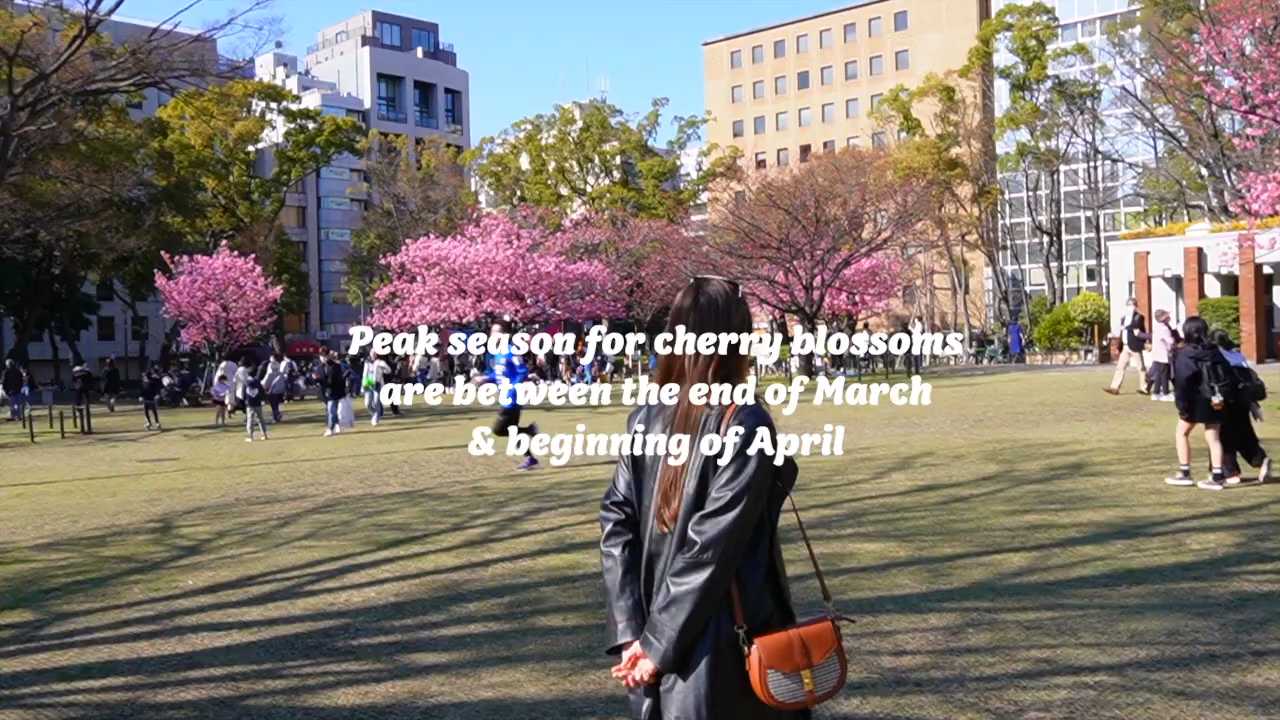 Peak season for cherry blossoms
are between the end of March
& beginning of April